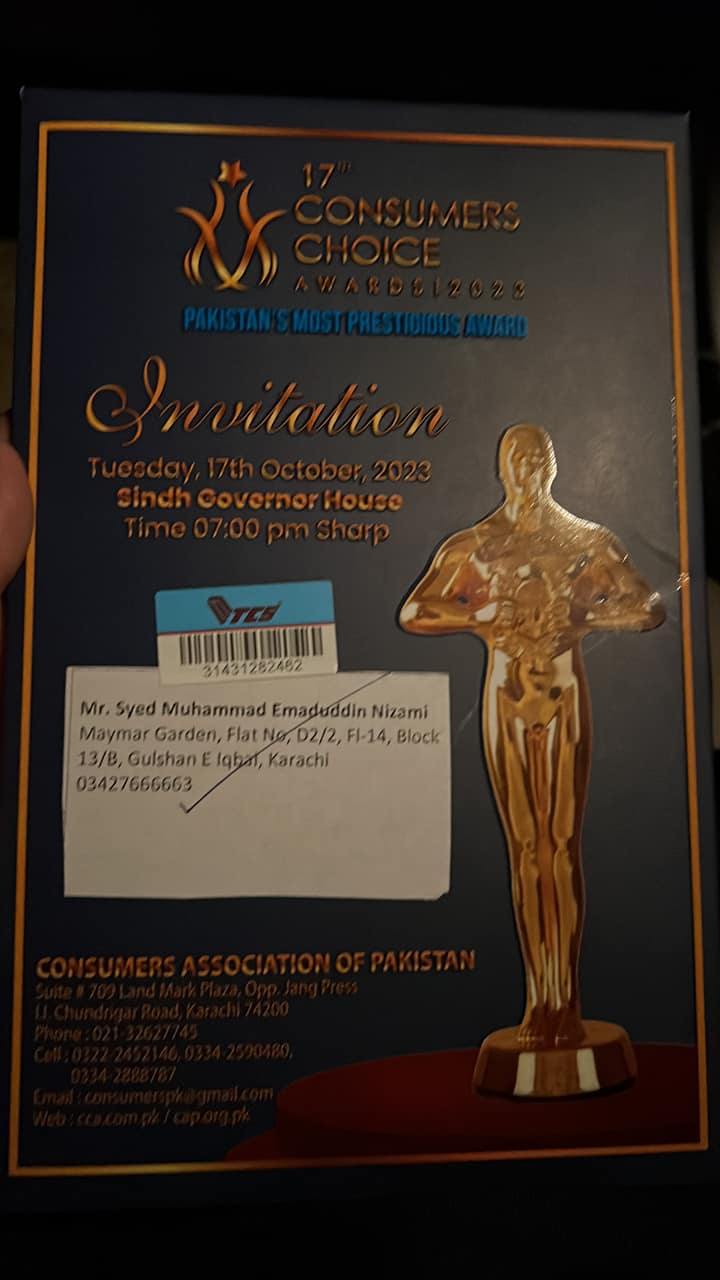 17th
CONSUMERS
CHOICE
AWARDS | 2023
PAKISTAN'S MOST PRESTIGIOUS AWARD
Invitation
Tuesday, 17th October, 2023
Sindh Governor House
Time 07:00 pm Sharp
TCS
31431282462
Mr. Syed Muhammad Emaduddin Nizami
Maymar Garden, Flat No, D2/2, Fl-14, Block
13/B, Gulshan E Iqbal, Karachi
03427666663
CONSUMERS ASSOCIATION OF PAKISTAN
Suite # 709 Land Mark Plaza, Opp. Jang Press
I.I. Chundrigar Road, Karachi 74200
Phone : 021-32627745
Cell : 0322-2452146, 0334-2590480,
0334-2888787
Email : consumerspk@gmail.com
Web : cca.com.pk / cap.org.pk